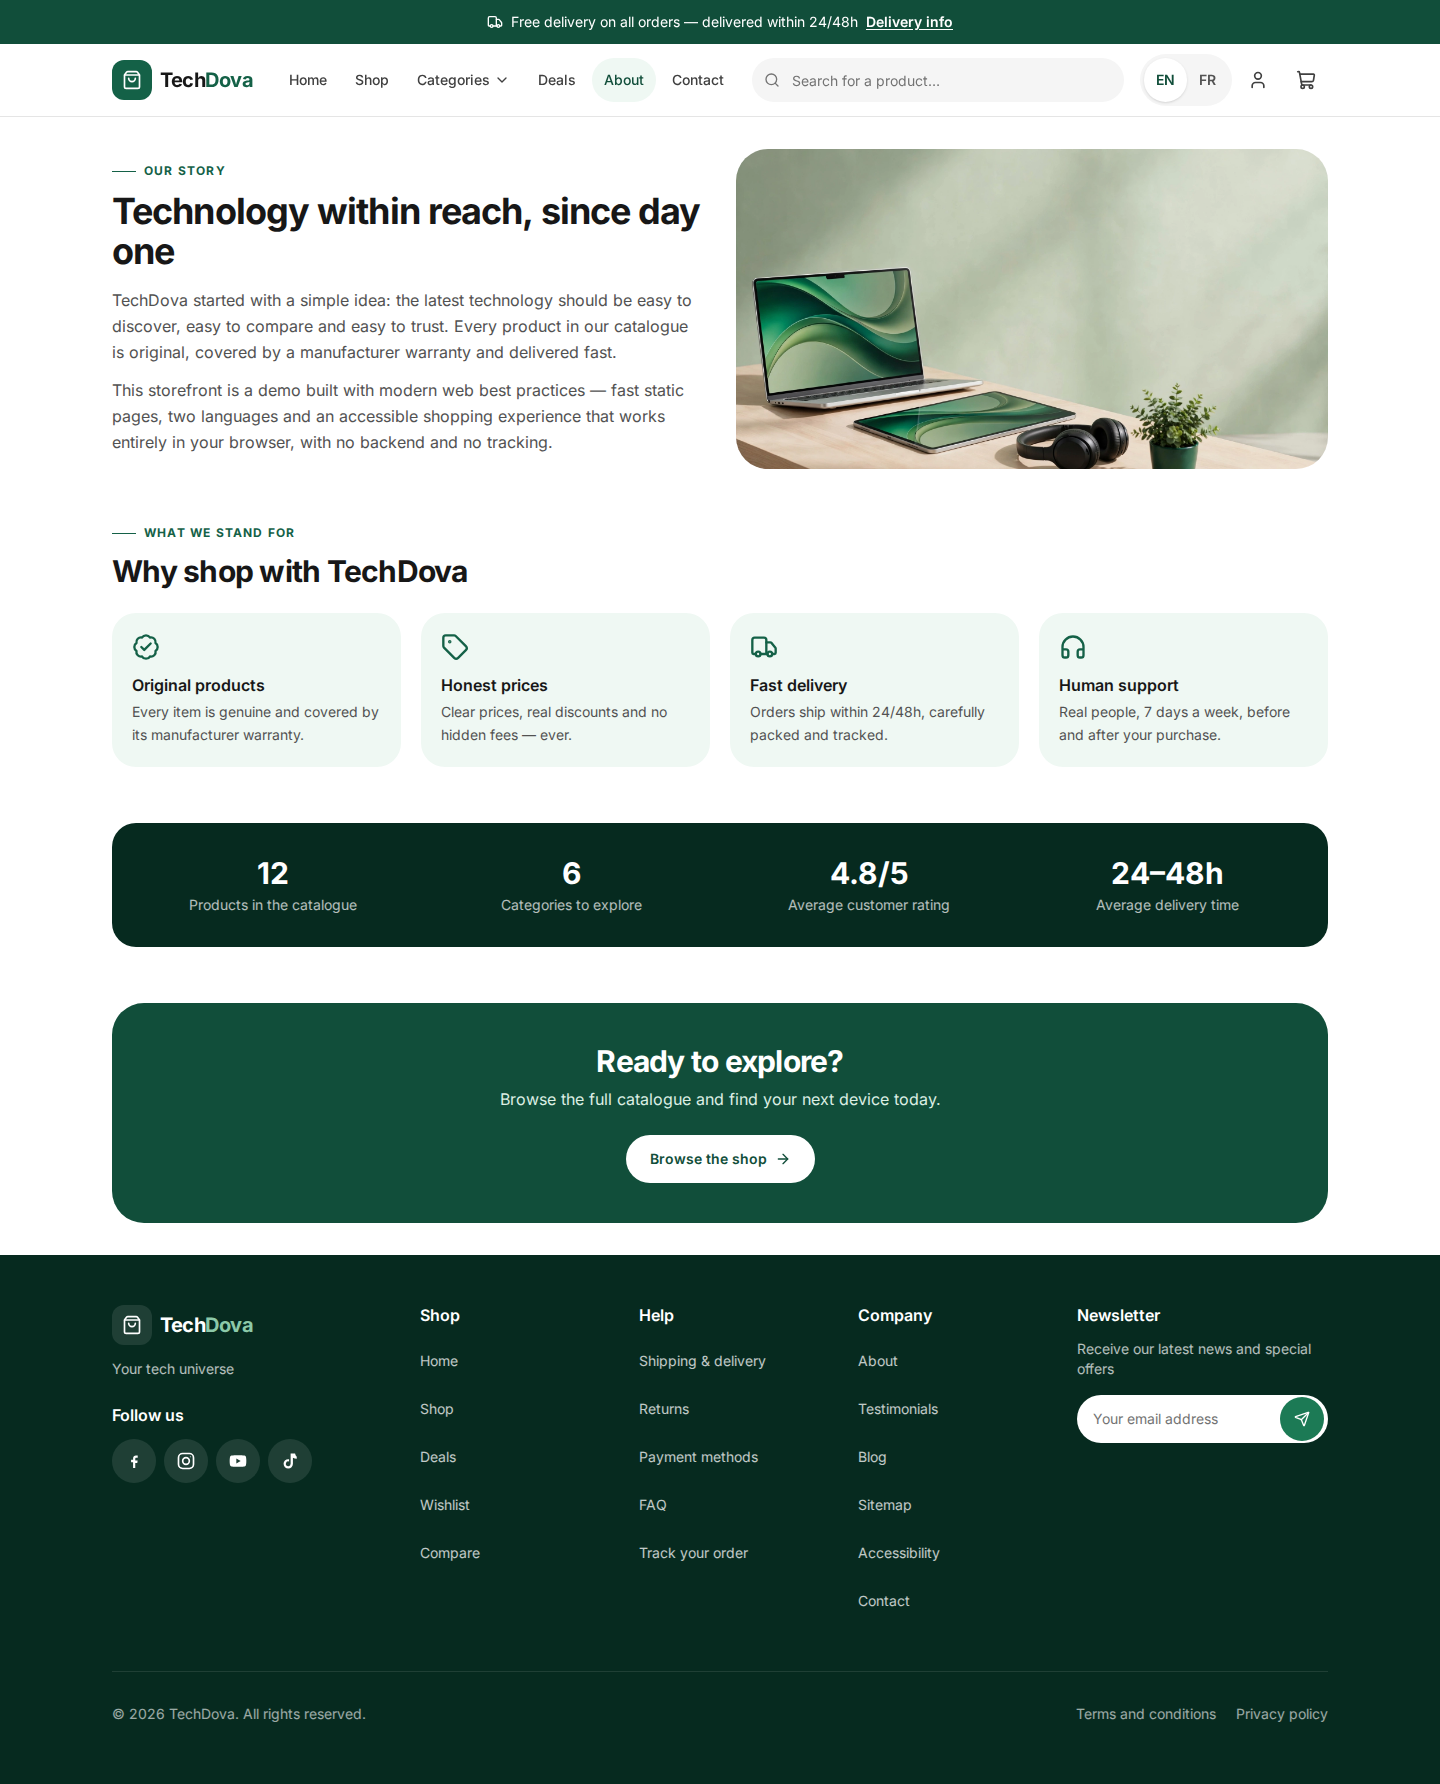 Free delivery on all orders — delivered within 24/48h Delivery info
TechDova Home Shop Categories Deals About Contact Search for a product... EN FR
OUR STORY
Technology within reach, since day
one
TechDova started with a simple idea: the latest technology should be easy to
discover, easy to compare and easy to trust. Every product in our catalogue
is original, covered by a manufacturer warranty and delivered fast.
This storefront is a demo built with modern web best practices — fast static
pages, two languages and an accessible shopping experience that works
entirely in your browser, with no backend and no tracking.
WHAT WE STAND FOR
Why shop with TechDova
Original products
Every item is genuine and covered by
its manufacturer warranty.
Honest prices
Clear prices, real discounts and no
hidden fees — ever.
Fast delivery
Orders ship within 24/48h, carefully
packed and tracked.
Human support
Real people, 7 days a week, before
and after your purchase.
12
Products in the catalogue
6
Categories to explore
4.8/5
Average customer rating
24–48h
Average delivery time
Ready to explore?
Browse the full catalogue and find your next device today.
Browse the shop
TechDova
Your tech universe
Follow us
Shop
Home
Shop
Deals
Wishlist
Compare
Help
Shipping & delivery
Returns
Payment methods
FAQ
Track your order
Company
About
Testimonials
Blog
Sitemap
Accessibility
Contact
Newsletter
Receive our latest news and special
offers
Your email address
© 2026 TechDova. All rights reserved.
Terms and conditions Privacy policy